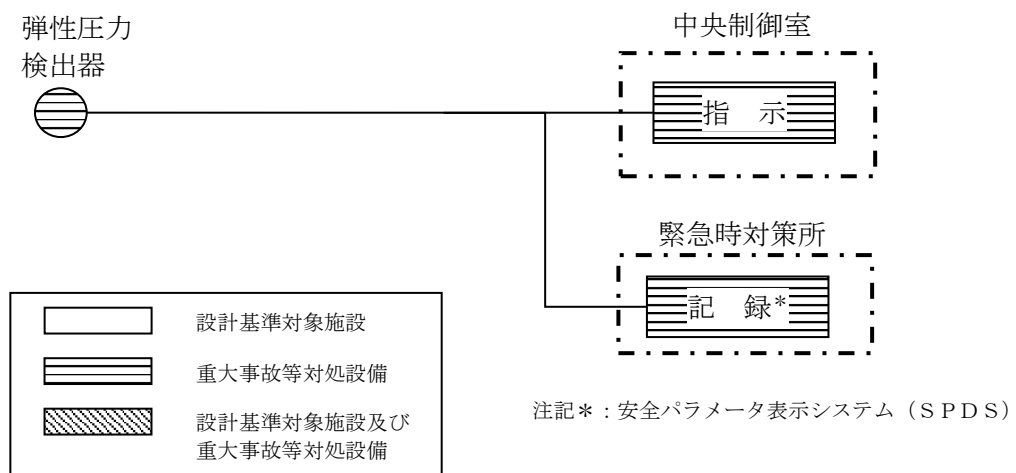 弾性圧力
検出器
中央制御室
指　示
緊急時対策所
記　録*
設計基準対象施設
重大事故等対処設備
設計基準対象施設及び
重大事故等対処設備
注記＊：安全パラメータ表示システム（ＳＰＤＳ）